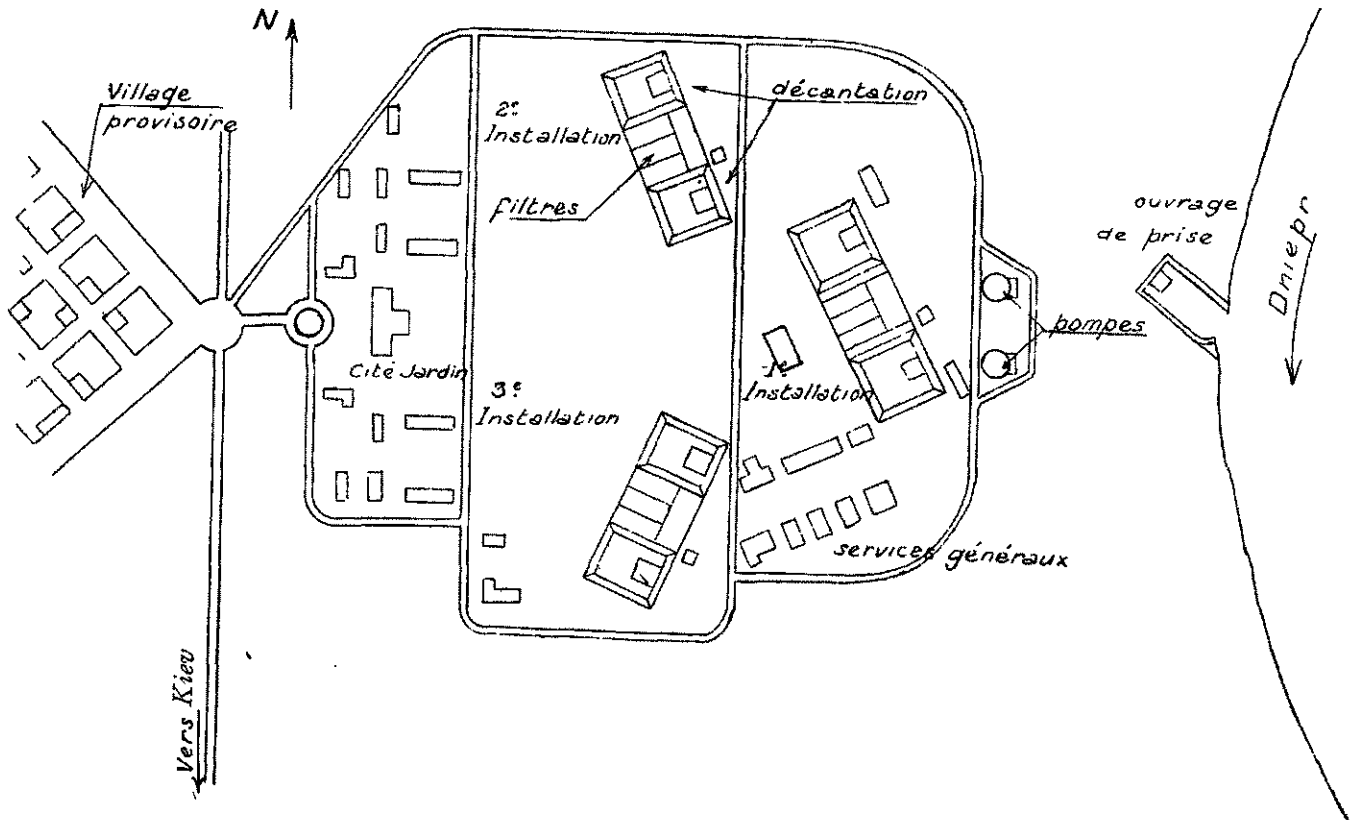 N
Village
provisoire
2e
Installation
décantation
filtres
ouvrage
de prise
Dniepr
pompes
Cité Jardin
1e
Installation
3e
Installation
services généraux
Vers Kiev